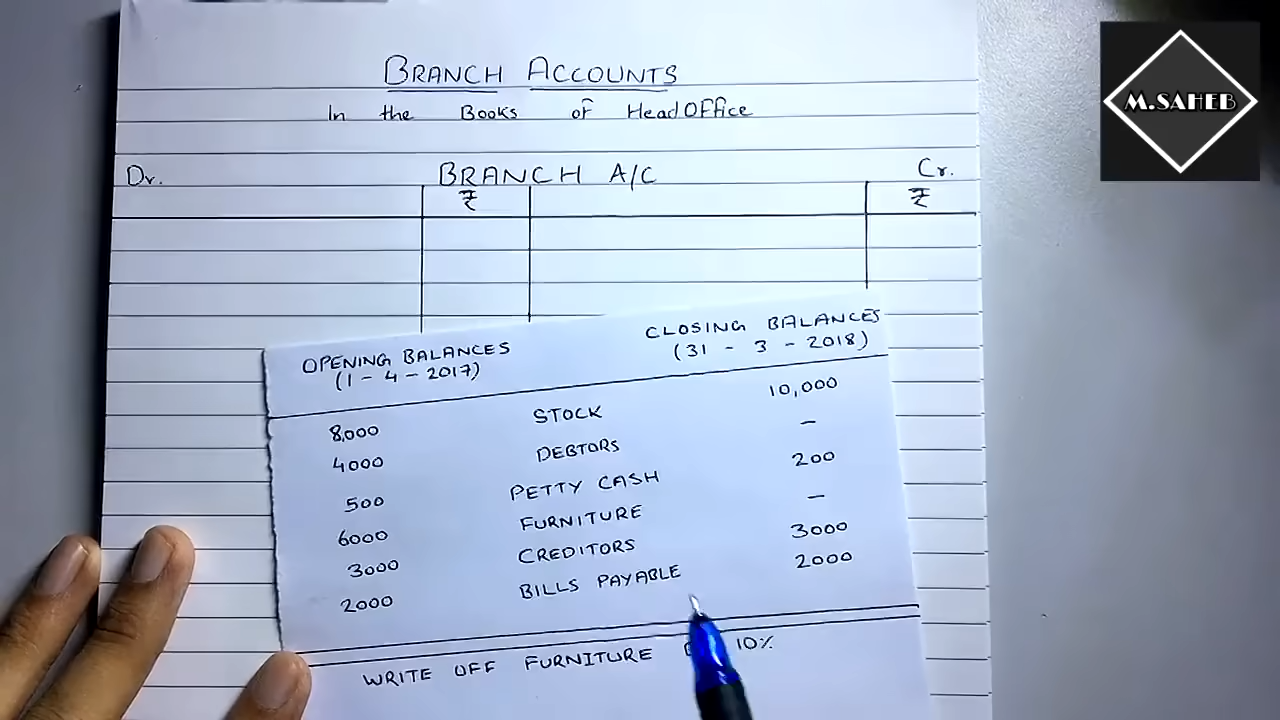 BRANCH ACCOUNTS
In the Books of Head Office
M.SAHEB
Dr. BRANCH A/C Cr.
₹ ₹
OPENING BALANCES CLOSING BALANCES
(1-4-2017) (31-3-2018)
8,000 STOCK 10,000
4000 DEBTORS —
500 PETTY CASH 200
6000 FURNITURE —
3000 CREDITORS 3000
2000 BILLS PAYABLE 2000
WRITE OFF FURNITURE 10%